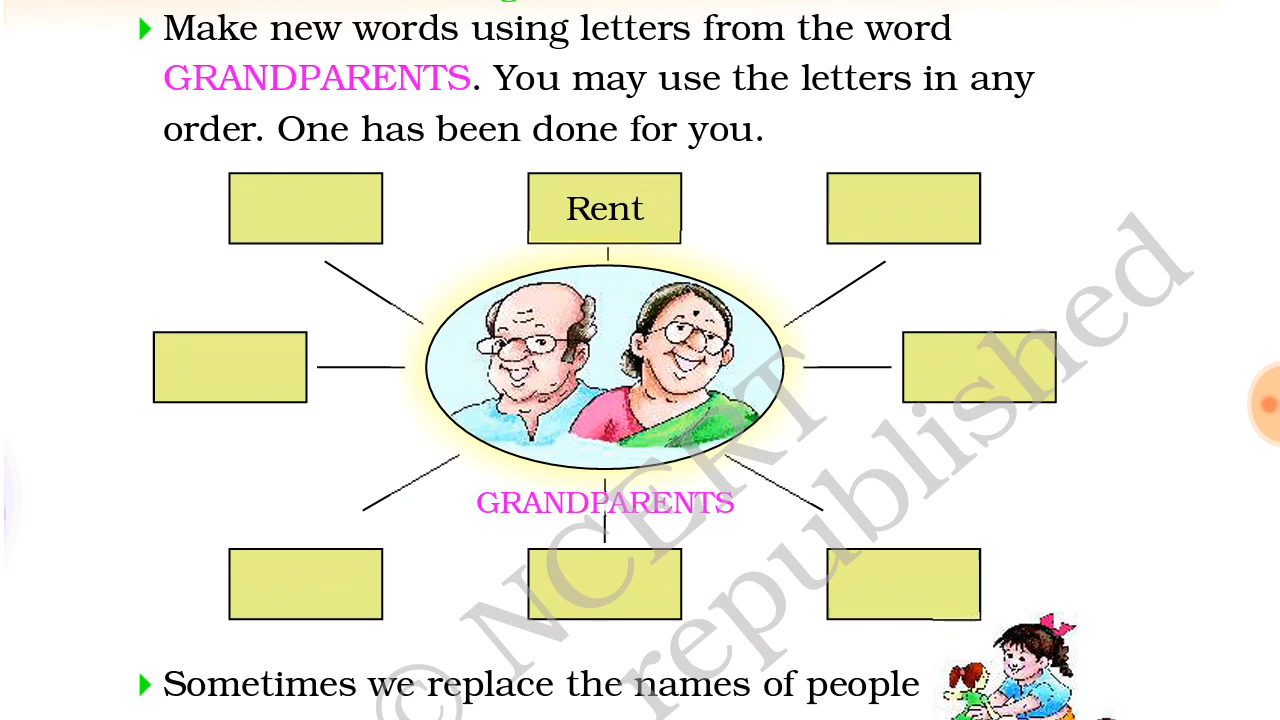 Make new words using letters from the word
GRANDPARENTS. You may use the letters in any
order. One has been done for you.
Rent
GRANDPARENTS
© NCERT
republished
Sometimes we replace the names of people